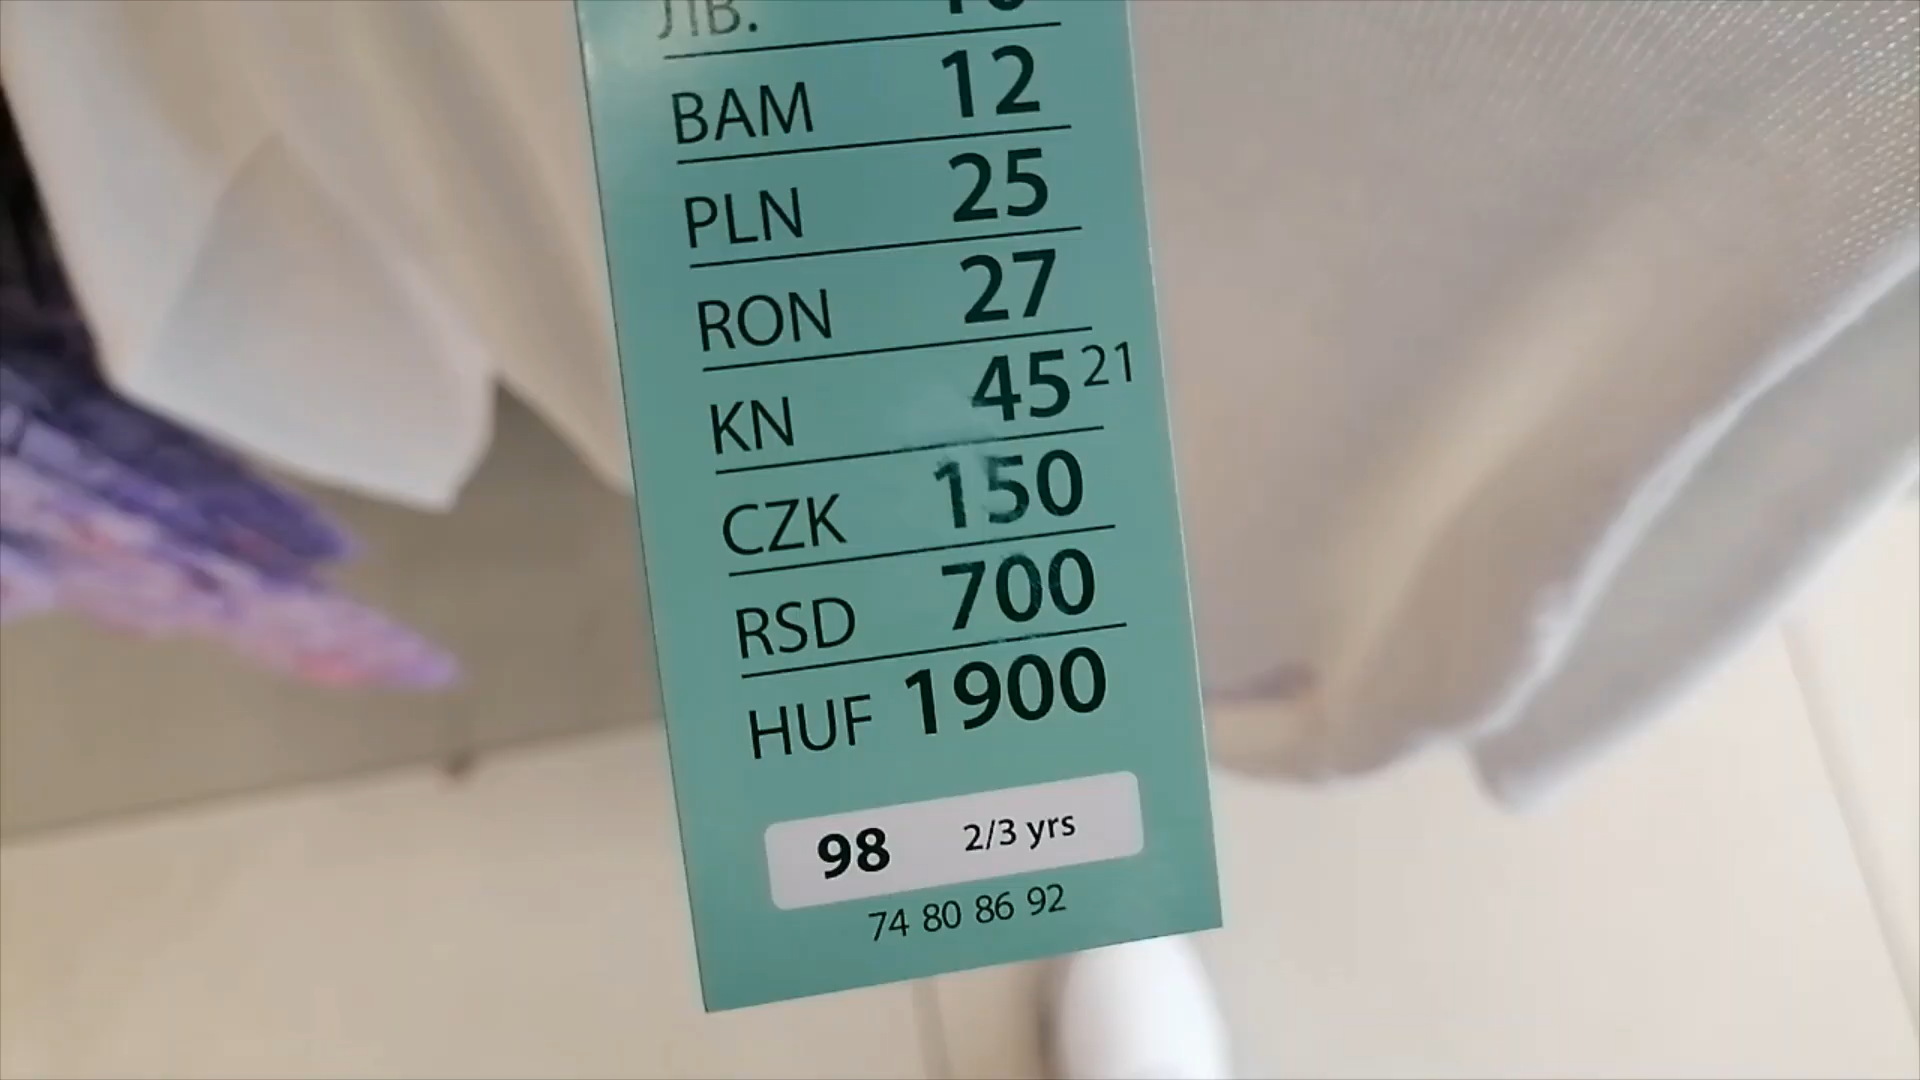 ЛВ.
BAM 12
PLN 25
RON 27
KN 45 21
CZK 150
RSD 700
HUF 1900
98 2/3 yrs
74 80 86 92